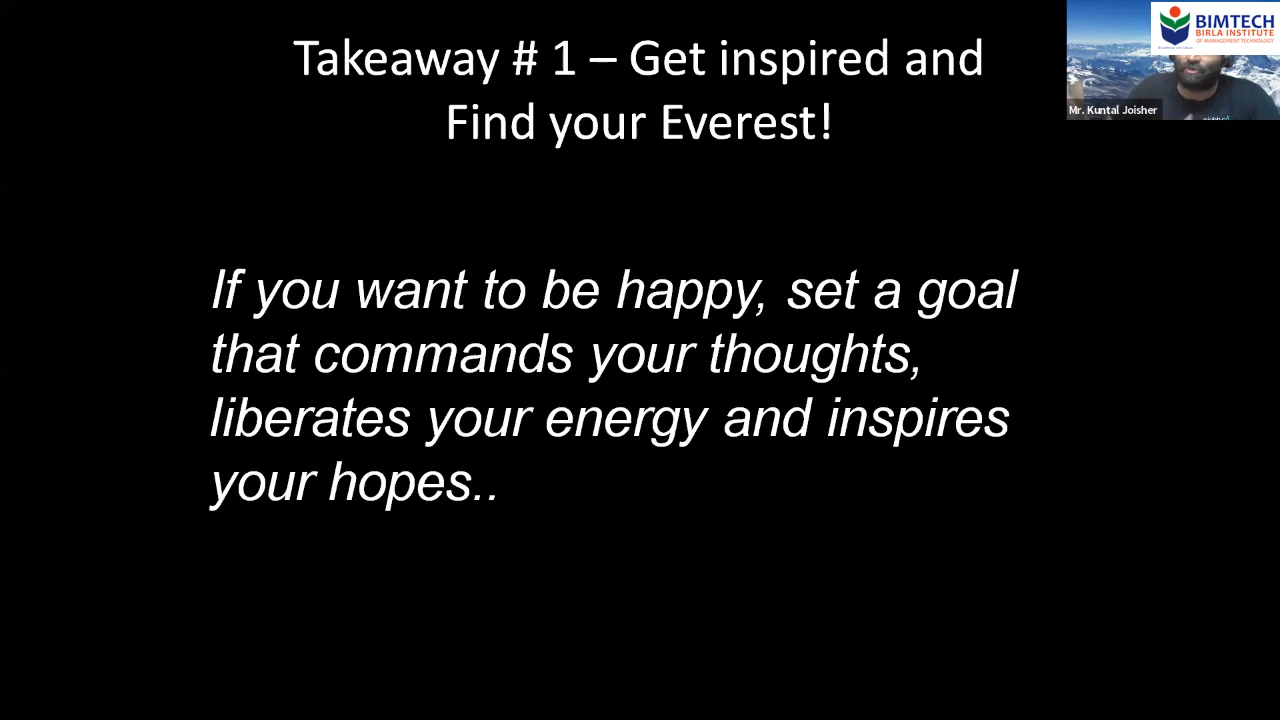 Takeaway # 1 – Get inspired and
Find your Everest!
BIMTECH
BIRLA INSTITUTE
OF MANAGEMENT TECHNOLOGY
Mr. Kuntal Joisher
If you want to be happy, set a goal
that commands your thoughts,
liberates your energy and inspires
your hopes..